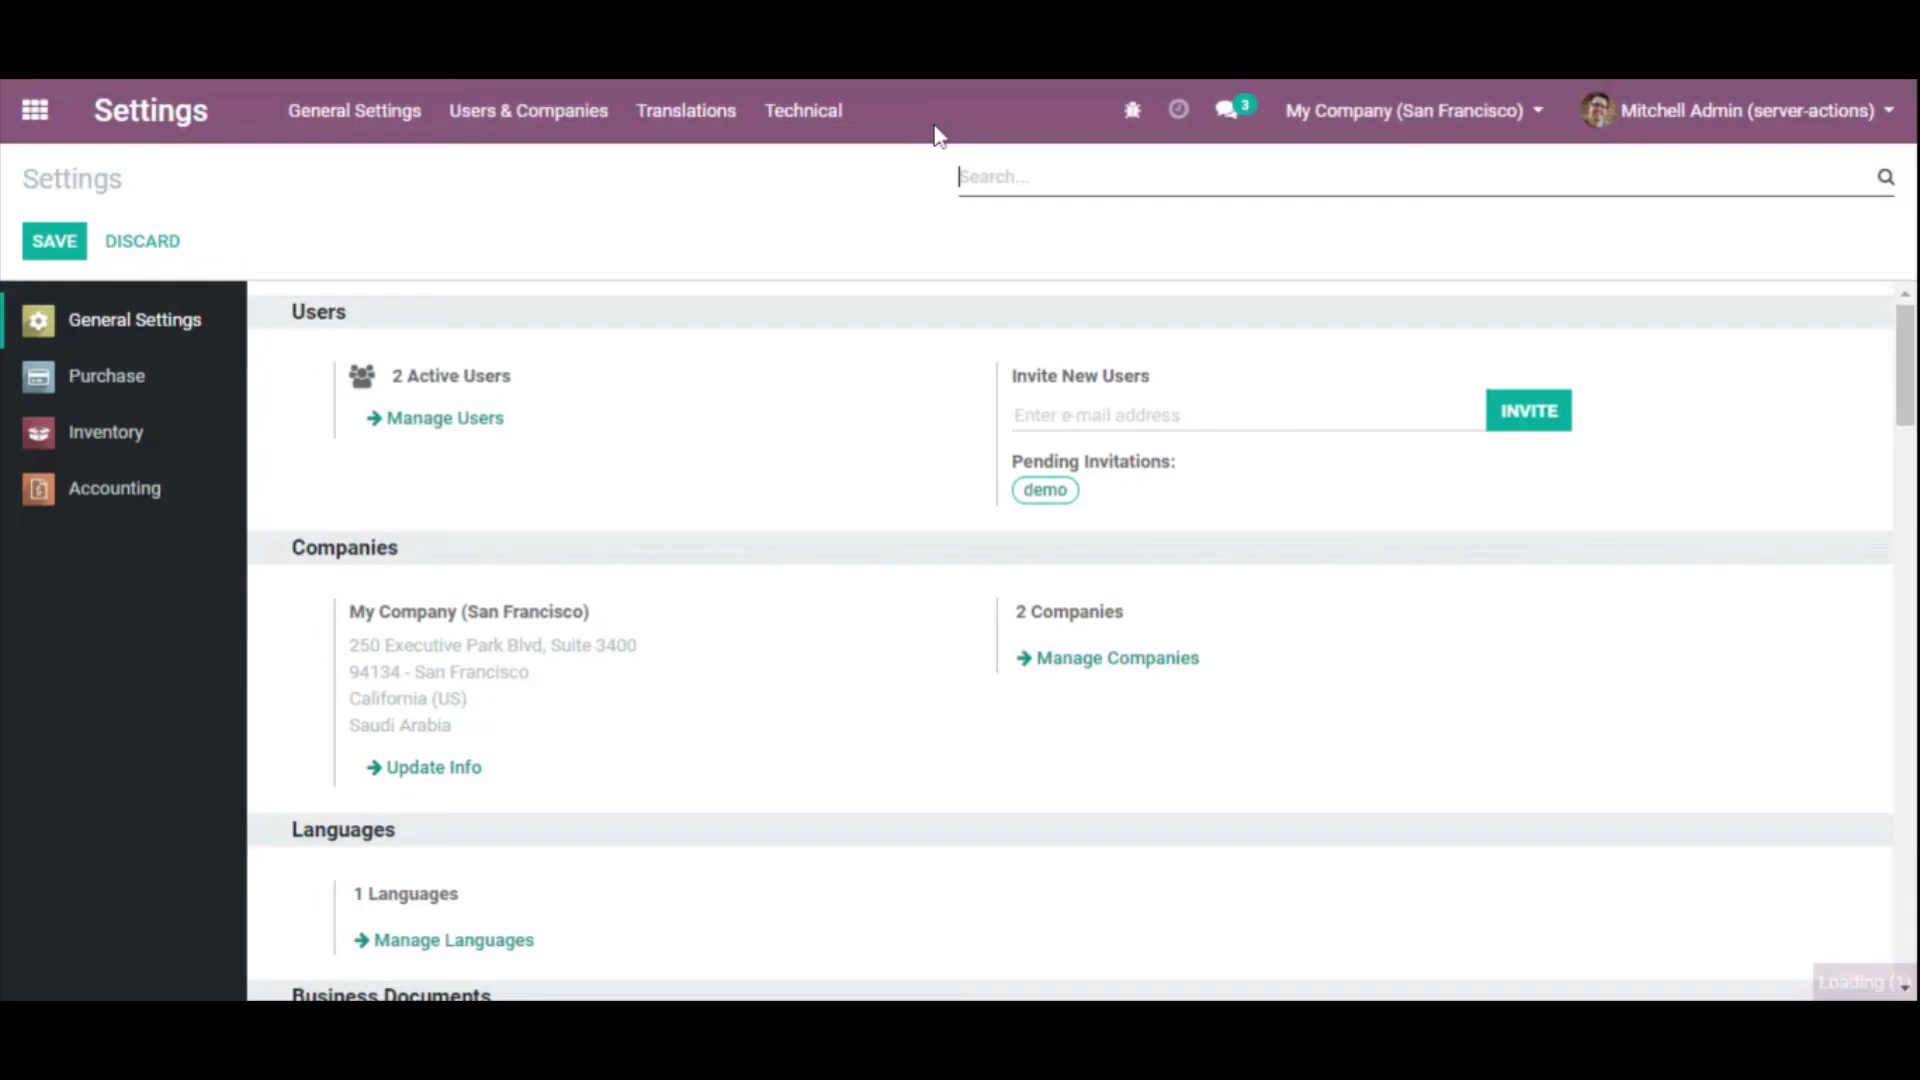 Settings
General Settings
Users & Companies
Translations
Technical
3
My Company (San Francisco)
Mitchell Admin (server-actions)
Settings
Search...
SAVE
DISCARD
General Settings
Purchase
Inventory
Accounting
Users
2 Active Users
Manage Users
Invite New Users
Enter e-mail address
INVITE
Pending Invitations:
demo
Companies
My Company (San Francisco)
250 Executive Park Blvd, Suite 3400
94134 - San Francisco
California (US)
Saudi Arabia
Update Info
2 Companies
Manage Companies
Languages
1 Languages
Manage Languages
Business Documents
Loading (1)